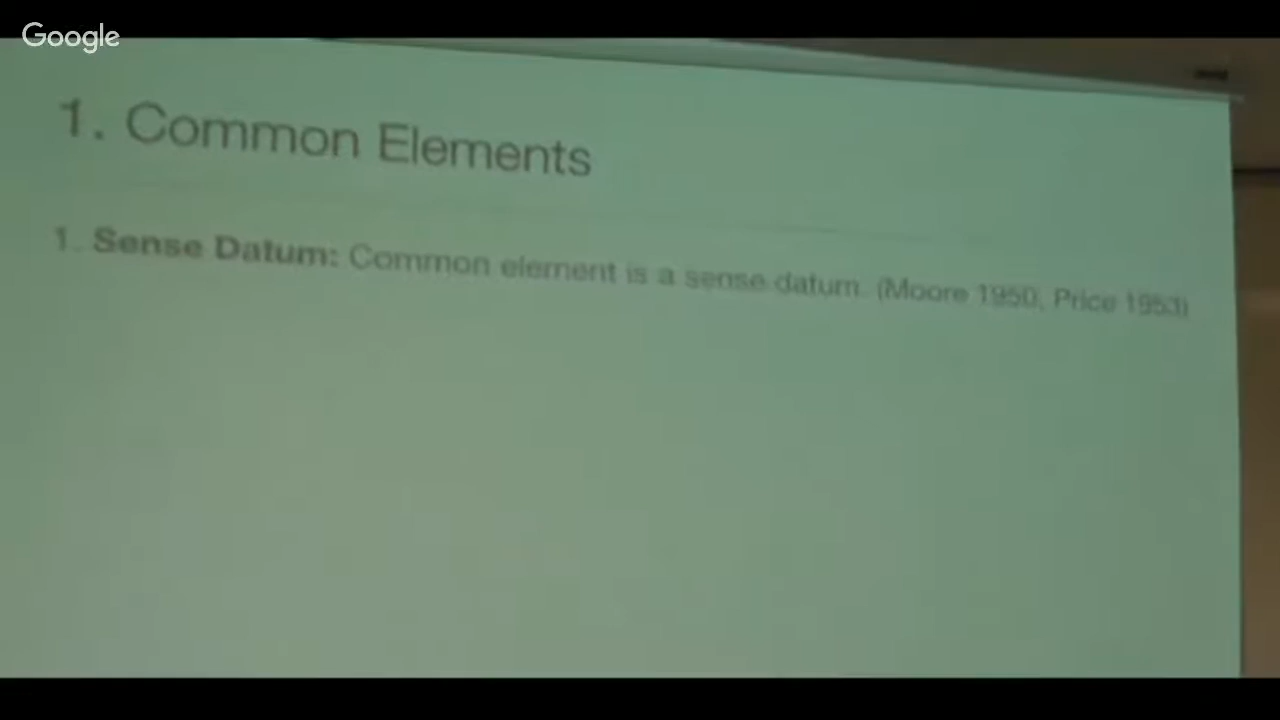 Google
1. Common Elements
1. Sense Datum: Common element is a sense datum. (Moore 1950, Price 1953)